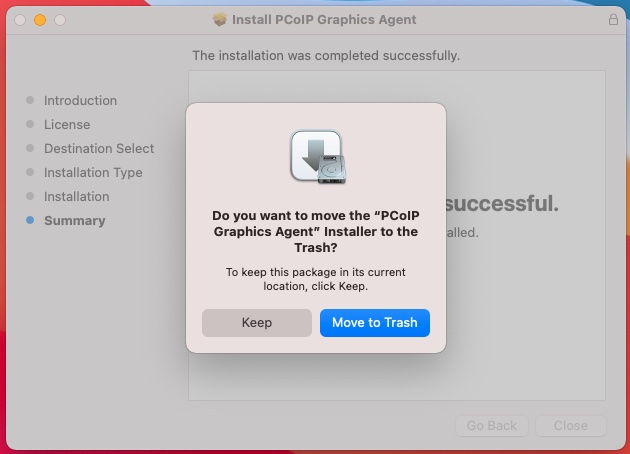 Install PCoIP Graphics Agent
The installation was completed successfully.
Introduction
License
Destination Select
Installation Type
Installation
Summary
successful.
alled.
Do you want to move the “PCoIP
Graphics Agent” Installer to the
Trash?
To keep this package in its current
location, click Keep.
Keep
Move to Trash
Go Back
Close